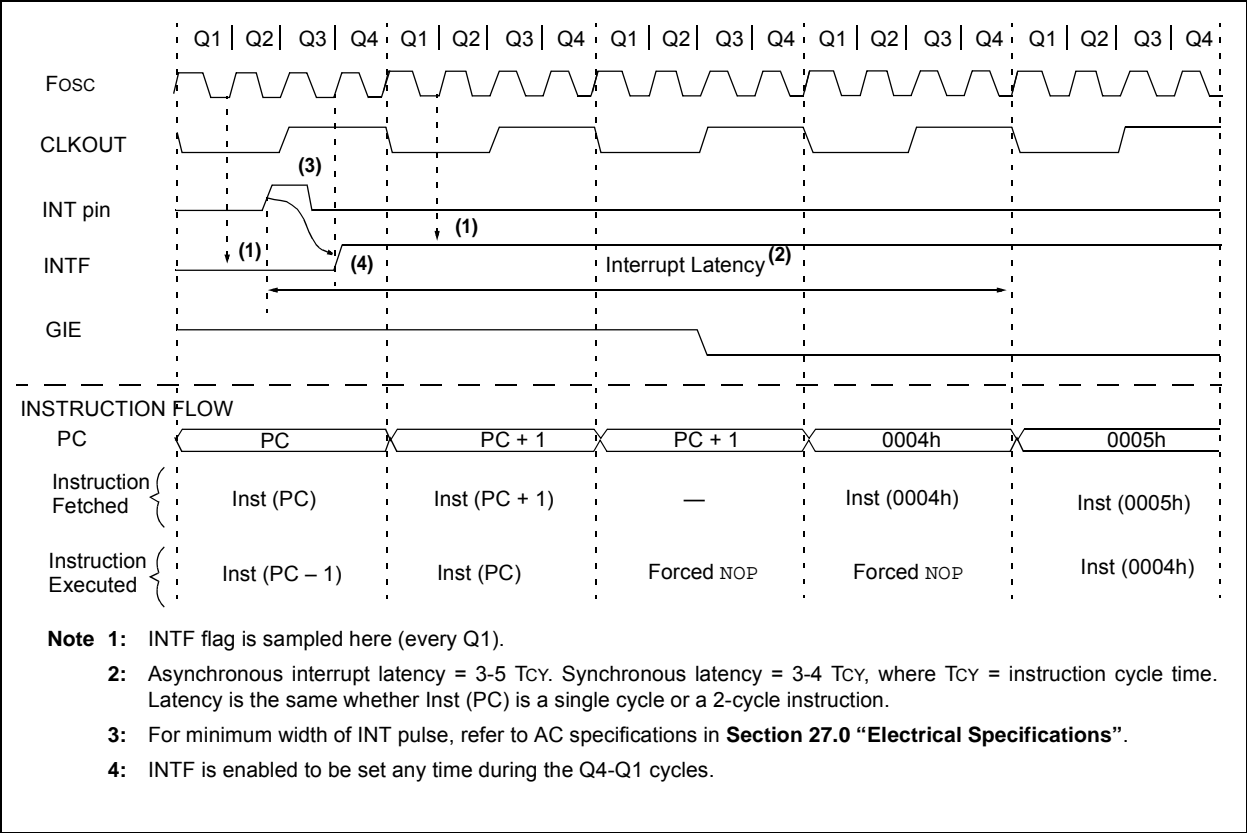 Q1 Q2 Q3 Q4 Q1 Q2 Q3 Q4 Q1 Q2 Q3 Q4 Q1 Q2 Q3 Q4 Q1 Q2 Q3 Q4
FOSC
CLKOUT
(3)
INT pin
(1)
(1)
INTF
(4)
Interrupt Latency(2)
GIE
INSTRUCTION FLOW
PC PC PC + 1 PC + 1 0004h 0005h
Instruction
Fetched
Inst (PC) Inst (PC + 1) — Inst (0004h) Inst (0005h)
Instruction
Executed
Inst (PC – 1) Inst (PC) Forced NOP Forced NOP Inst (0004h)
Note 1: INTF flag is sampled here (every Q1).
2: Asynchronous interrupt latency = 3-5 TCY. Synchronous latency = 3-4 TCY, where TCY = instruction cycle time.
Latency is the same whether Inst (PC) is a single cycle or a 2-cycle instruction.
3: For minimum width of INT pulse, refer to AC specifications in Section 27.0 “Electrical Specifications”.
4: INTF is enabled to be set any time during the Q4-Q1 cycles.